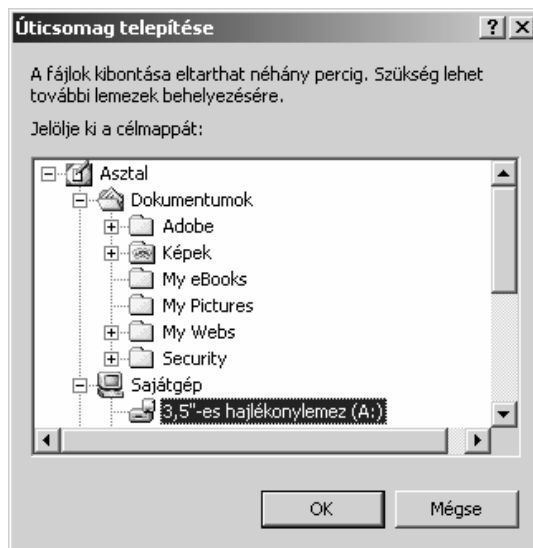 Úticsomag telepítése
A fájlok kibontása eltarthat néhány percig. Szükség lehet
további lemezek behelyezésére.
Jelölje ki a célmappát:
Asztal
Dokumentumok
Adobe
Képek
My eBooks
My Pictures
My Webs
Security
Sajátgép
3,5"-es hajlékonylemez (A:)
OK
Mégse